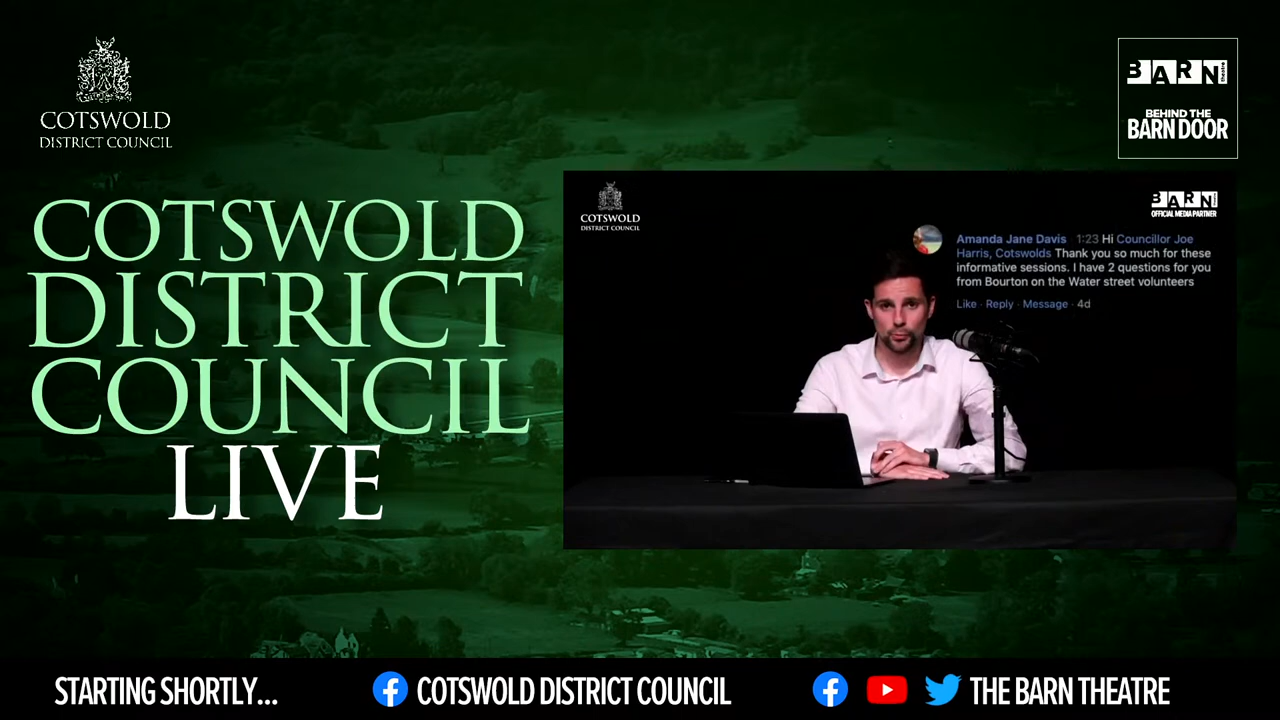 COTSWOLD
DISTRICT COUNCIL
BARN
theatre
BEHIND THE
BARN DOOR
COTSWOLD
DISTRICT
COUNCIL
LIVE
COTSWOLD
DISTRICT COUNCIL
BARN
OFFICIAL MEDIA PARTNER
Amanda Jane Davis 1:23 Hi Councillor Joe
Harris, Cotswolds Thank you so much for these
informative sessions. I have 2 questions for you
from Bourton on the Water street volunteers
Like · Reply · Message · 4d
STARTING SHORTLY...
COTSWOLD DISTRICT COUNCIL
THE BARN THEATRE